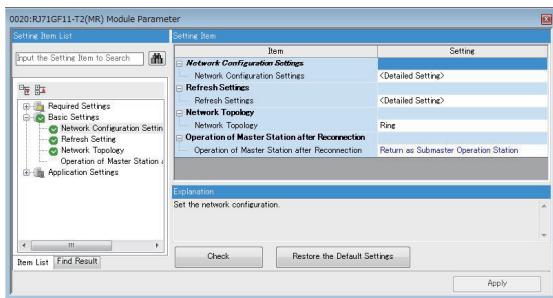 0020:RJ71GF11-T2(MR) Module Parameter
Setting Item List
Setting Item
Input the Setting Item to Search
Item
Setting
Network Configuration Settings
Network Configuration Settings
<Detailed Setting>
Refresh Settings
Refresh Settings
<Detailed Setting>
Network Topology
Network Topology
Ring
Operation of Master Station after Reconnection
Operation of Master Station after Reconnection
Return as Submaster Operation Station
Required Settings
Basic Settings
Network Configuration Settin
Refresh Setting
Network Topology
Operation of Master Station a
Application Settings
Explanation
Set the network configuration.
Item List
Find Result
Check
Restore the Default Settings
Apply